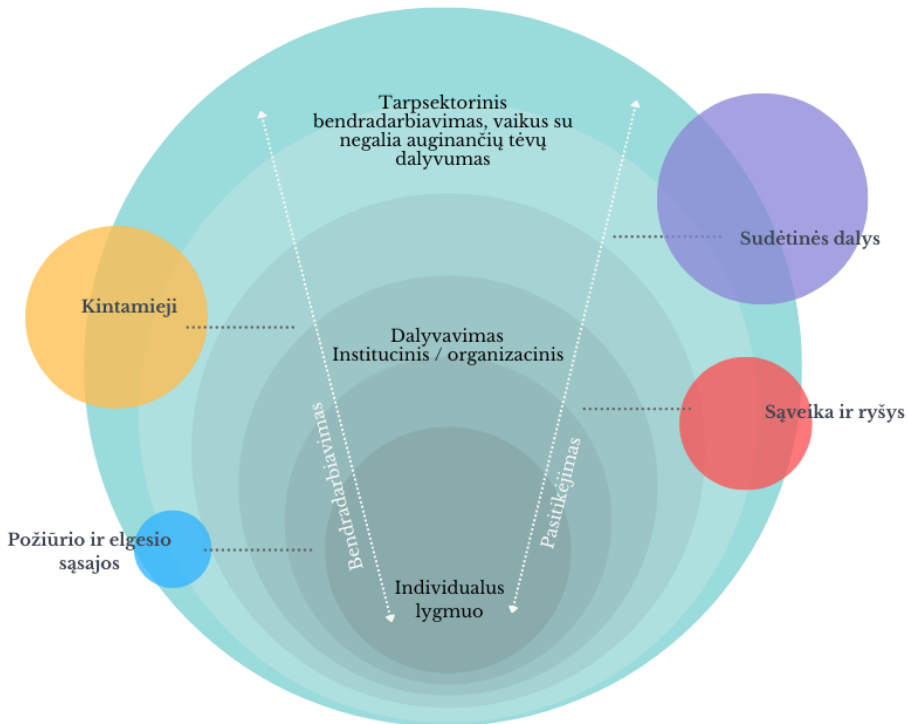 Tarpsektorinis
bendradarbiavimas, vaikus su
negalia auginančių tėvų
dalyvumas
Sudėtinės dalys
Kintamieji
Dalyvavimas
Institucinis / organizacinis
Sąveika ir ryšys
Bendradarbiavimas
Pasitikėjimas
Požiūrio ir elgesio
sąsajos
Individualus
lygmuo